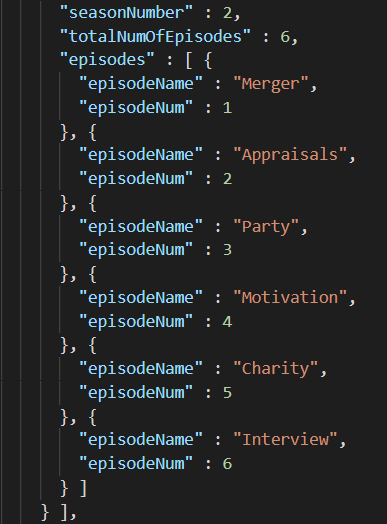 "seasonNumber" : 2,
"totalNumOfEpisodes" : 6,
"episodes" : [ {
"episodeName" : "Merger",
"episodeNum" : 1
}, {
"episodeName" : "Appraisals",
"episodeNum" : 2
}, {
"episodeName" : "Party",
"episodeNum" : 3
}, {
"episodeName" : "Motivation",
"episodeNum" : 4
}, {
"episodeName" : "Charity",
"episodeNum" : 5
}, {
"episodeName" : "Interview",
"episodeNum" : 6
} ]
} ],